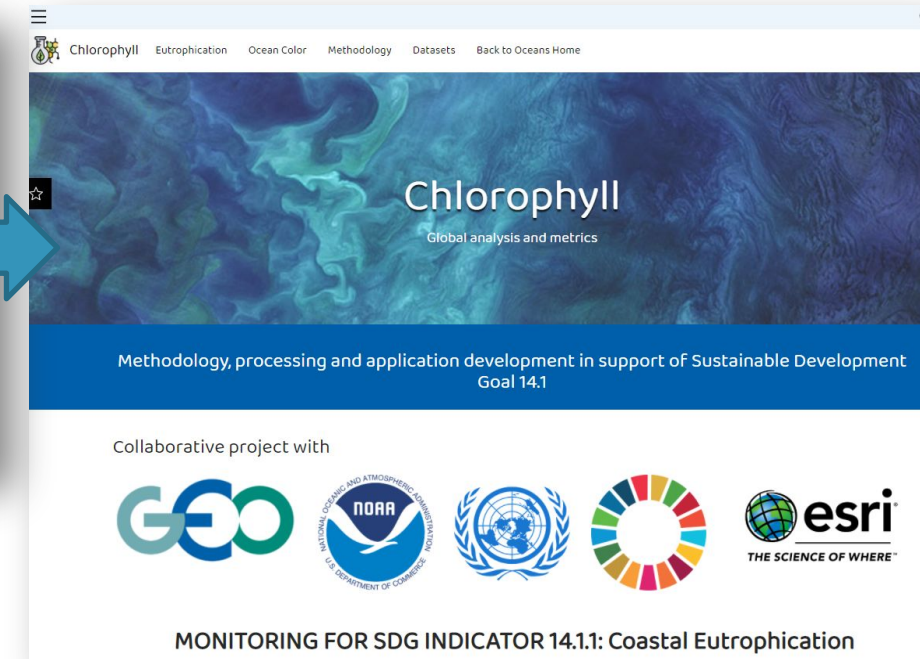 Chlorophyll Eutrophication Ocean Color Methodology Datasets Back to Oceans Home
Chlorophyll
Global analysis and metrics
Methodology, processing and application development in support of Sustainable Development
Goal 14.1
Collaborative project with
GEO
NATIONAL OCEANIC AND ATMOSPHERIC ADMINISTRATION
NOAA
U.S. DEPARTMENT OF COMMERCE
esri
THE SCIENCE OF WHERE™
MONITORING FOR SDG INDICATOR 14.1.1: Coastal Eutrophication